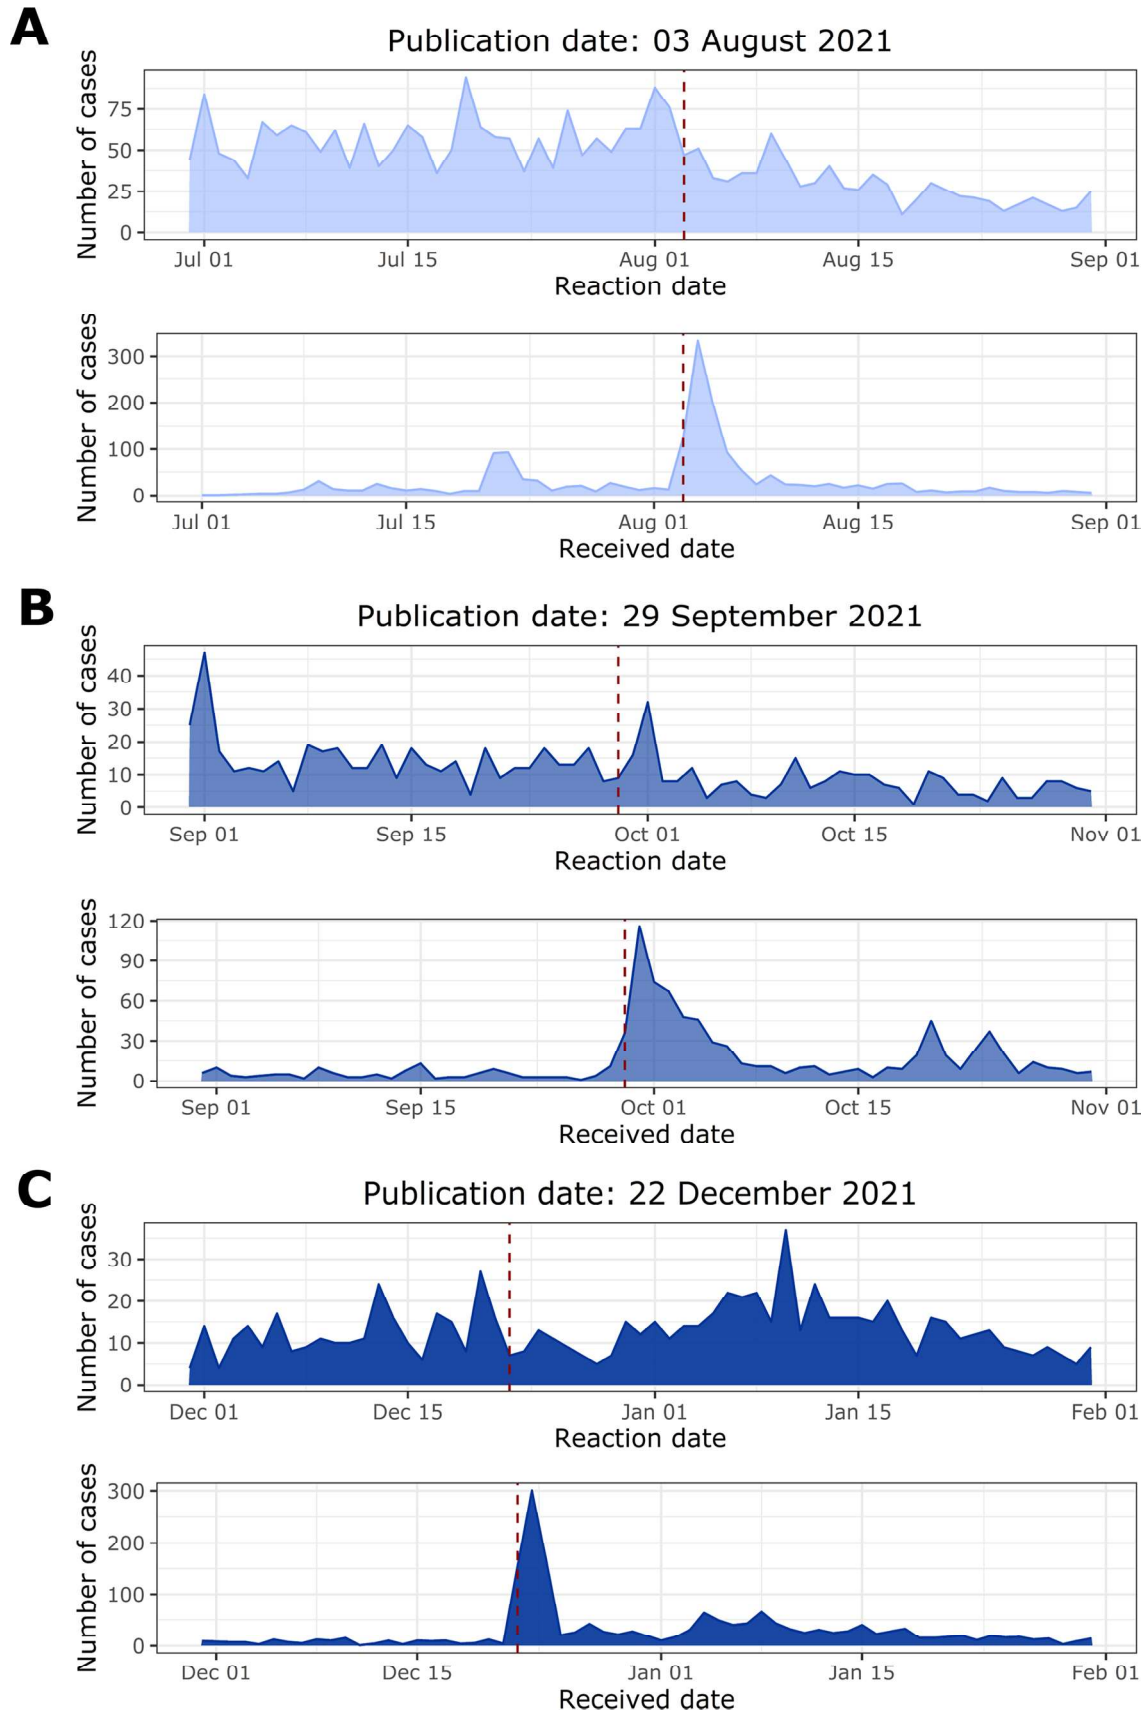 A
Publication date: 03 August 2021
Number of cases
75
50
25
0
Jul 01 Jul 15 Aug 01 Aug 15 Sep 01
Reaction date
Number of cases
300
200
100
0
Jul 01 Jul 15 Aug 01 Aug 15 Sep 01
Received date
B
Publication date: 29 September 2021
Number of cases
40
30
20
10
0
Sep 01 Sep 15 Oct 01 Oct 15 Nov 01
Reaction date
Number of cases
120
90
60
30
0
Sep 01 Sep 15 Oct 01 Oct 15 Nov 01
Received date
C
Publication date: 22 December 2021
Number of cases
30
20
10
0
Dec 01 Dec 15 Jan 01 Jan 15 Feb 01
Reaction date
Number of cases
300
200
100
0
Dec 01 Dec 15 Jan 01 Jan 15 Feb 01
Received date